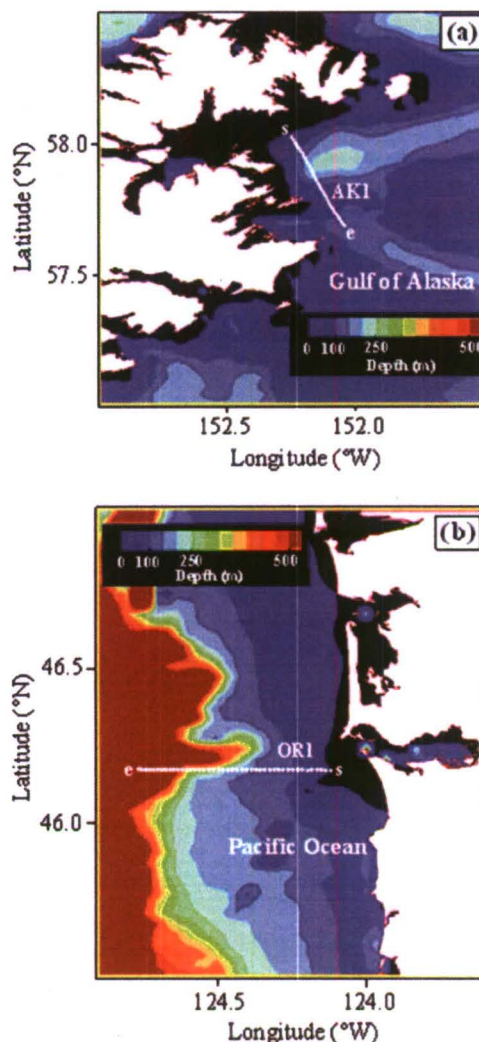 (a)
58.0
s
AK1
e
Latitude (°N)
57.5
Gulf of Alaska
0 100 250 500
Depth (m)
152.5 152.0
Longitude (°W)
(b)
0 100 250 500
Depth (m)
46.5
Latitude (°N)
OR1
e s
46.0
Pacific Ocean
124.5 124.0
Longitude (°W)